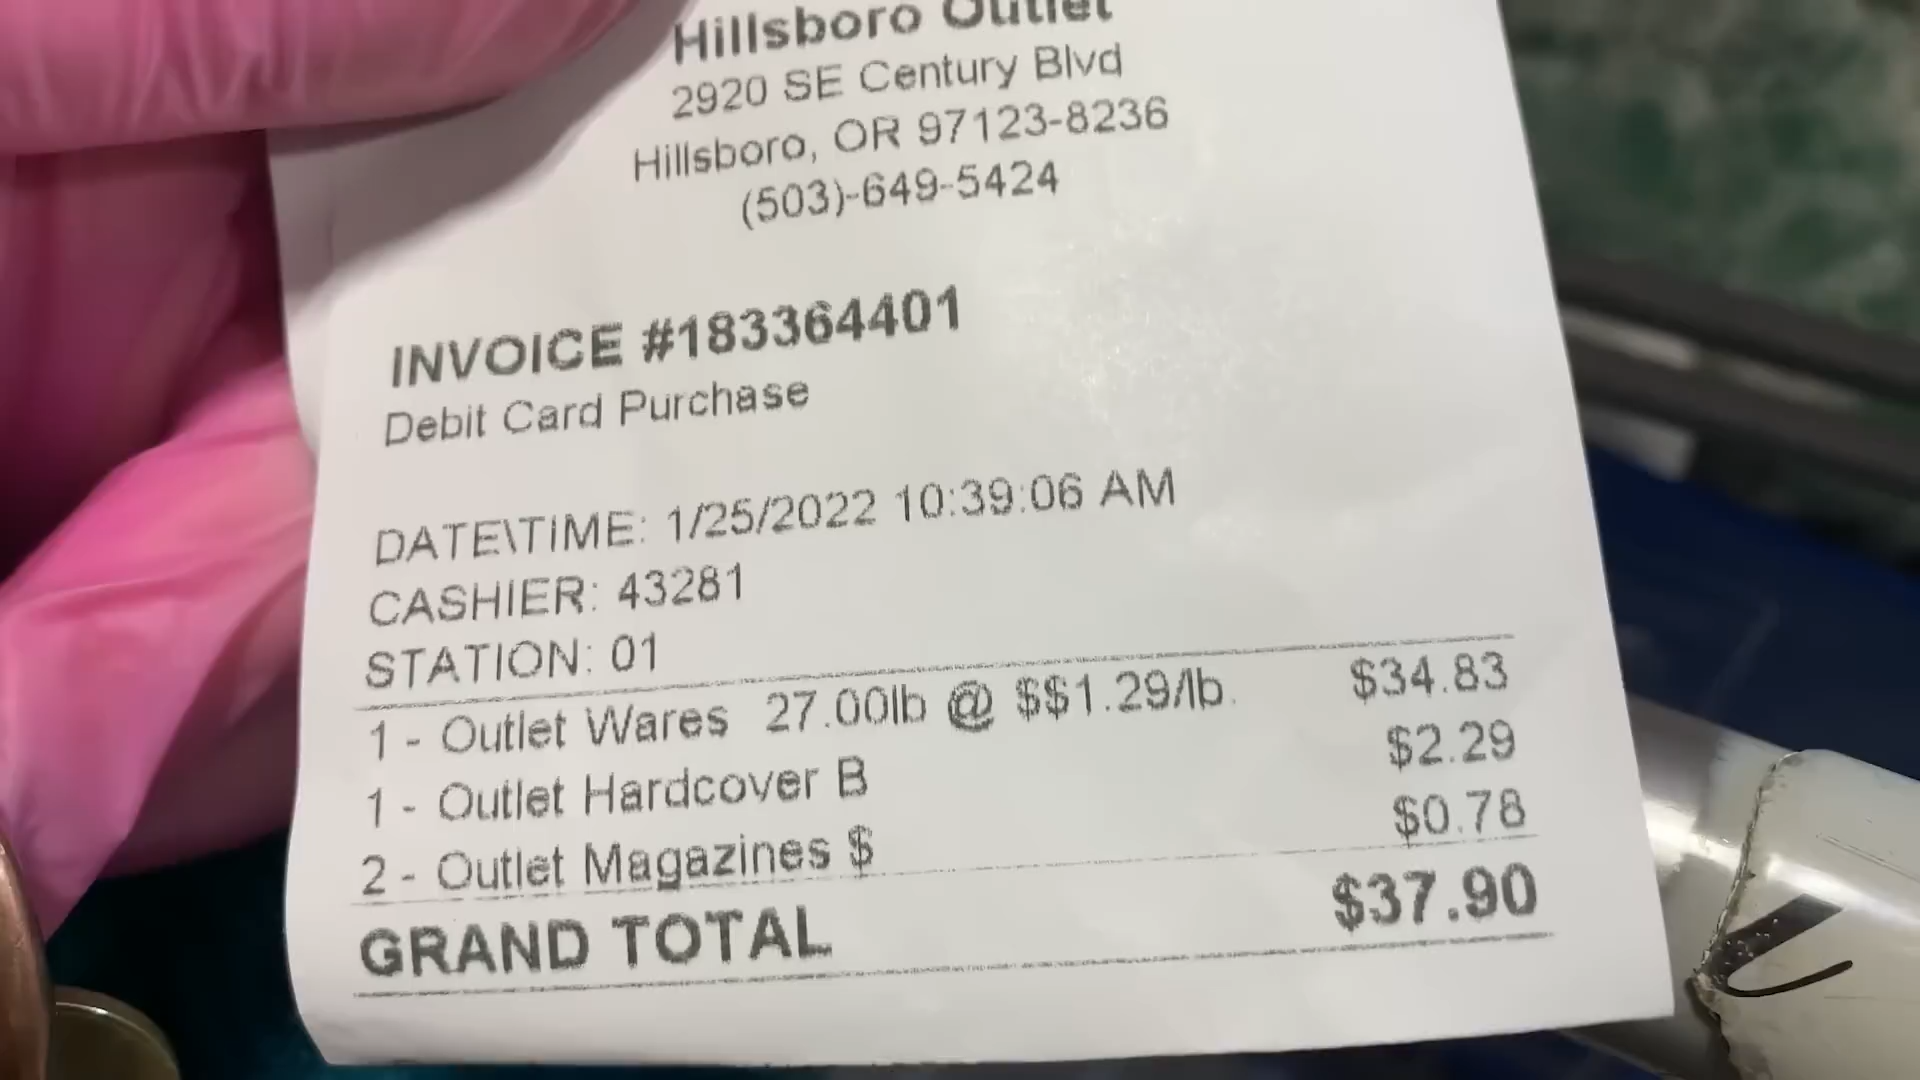 Hillsboro Outlet
2920 SE Century Blvd
Hillsboro, OR 97123-8236
(503)-649-5424
INVOICE #183364401
Debit Card Purchase
DATE\TIME: 1/25/2022 10:39:06 AM
CASHIER: 43281
STATION: 01
1 - Outlet Wares 27.00lb @ $$1.29/lb. $34.83
1 - Outlet Hardcover B $2.29
2 - Outlet Magazines $ $0.78
GRAND TOTAL $37.90